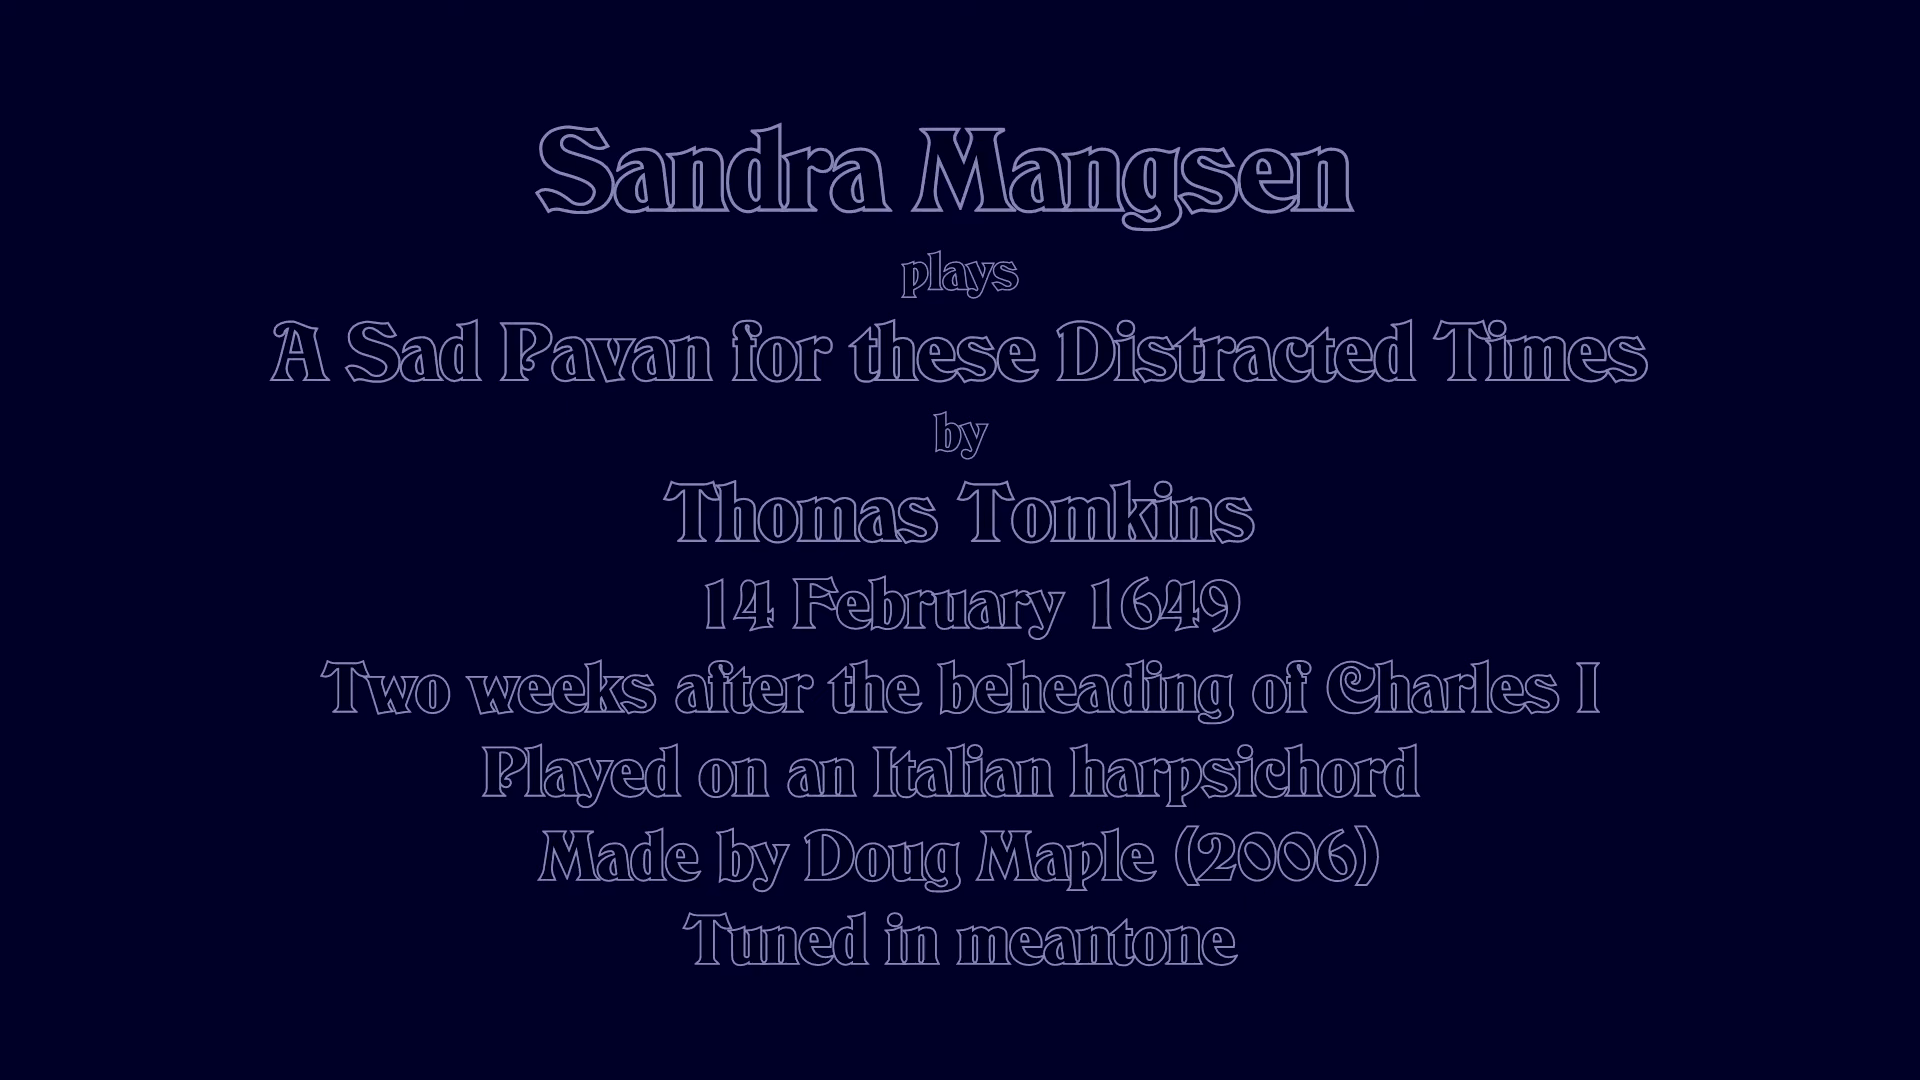 Sandra Mangsen
plays
A Sad Pavan for these Distracted Times
by
Thomas Tomkins
14 February 1649
Two weeks after the beheading of Charles I
Played on an Italian harpsichord
Made by Doug Maple (2006)
Tuned in meantone